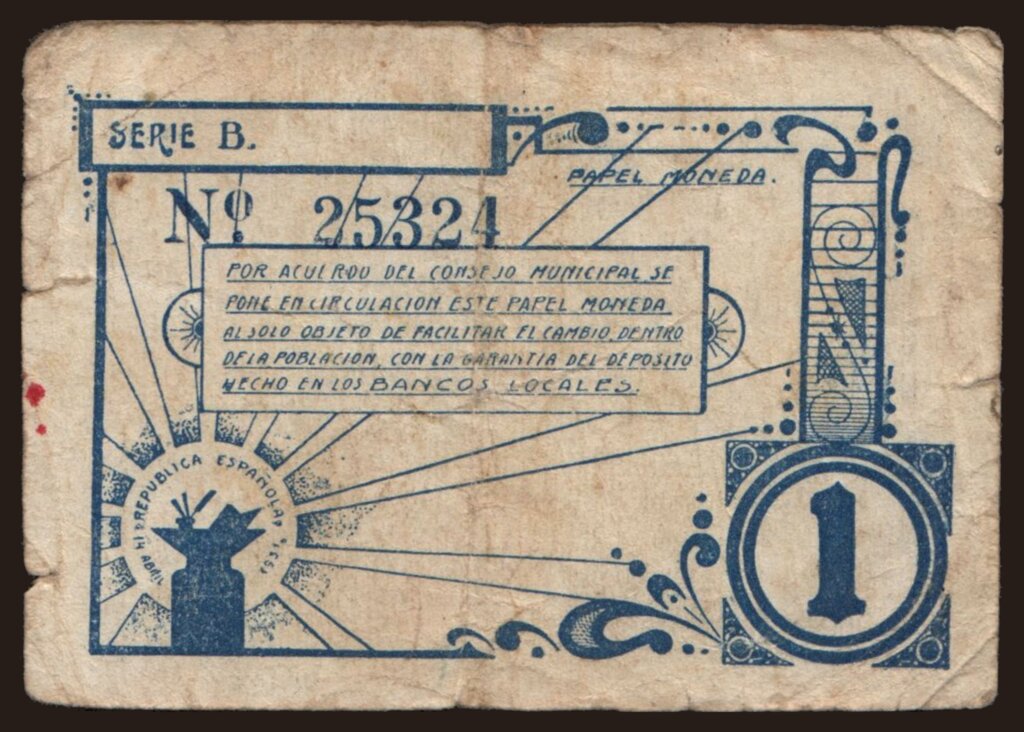 SERIE B.
PAPEL MONEDA.
Nº 25324
POR ACUERDO DEL CONSEJO MUNICIPAL SE
PONE EN CIRCULACION ESTE PAPEL MONEDA
AL SOLO OBJETO DE FACILITAR EL CAMBIO DENTRO
DE LA POBLACION, CON LA GARANTIA DEL DEPOSITO
HECHO EN LOS BANCOS LOCALES.
REPUBLICA ESPAÑOLA
ABRIL 1931
1